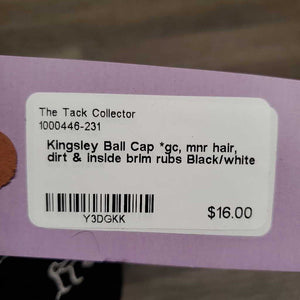 The Tack Collector
1000446-231
Kingsley Ball Cap *gc, mnr hair,
dirt & inside brim rubs Black/white
Y3DGKK
$16.00